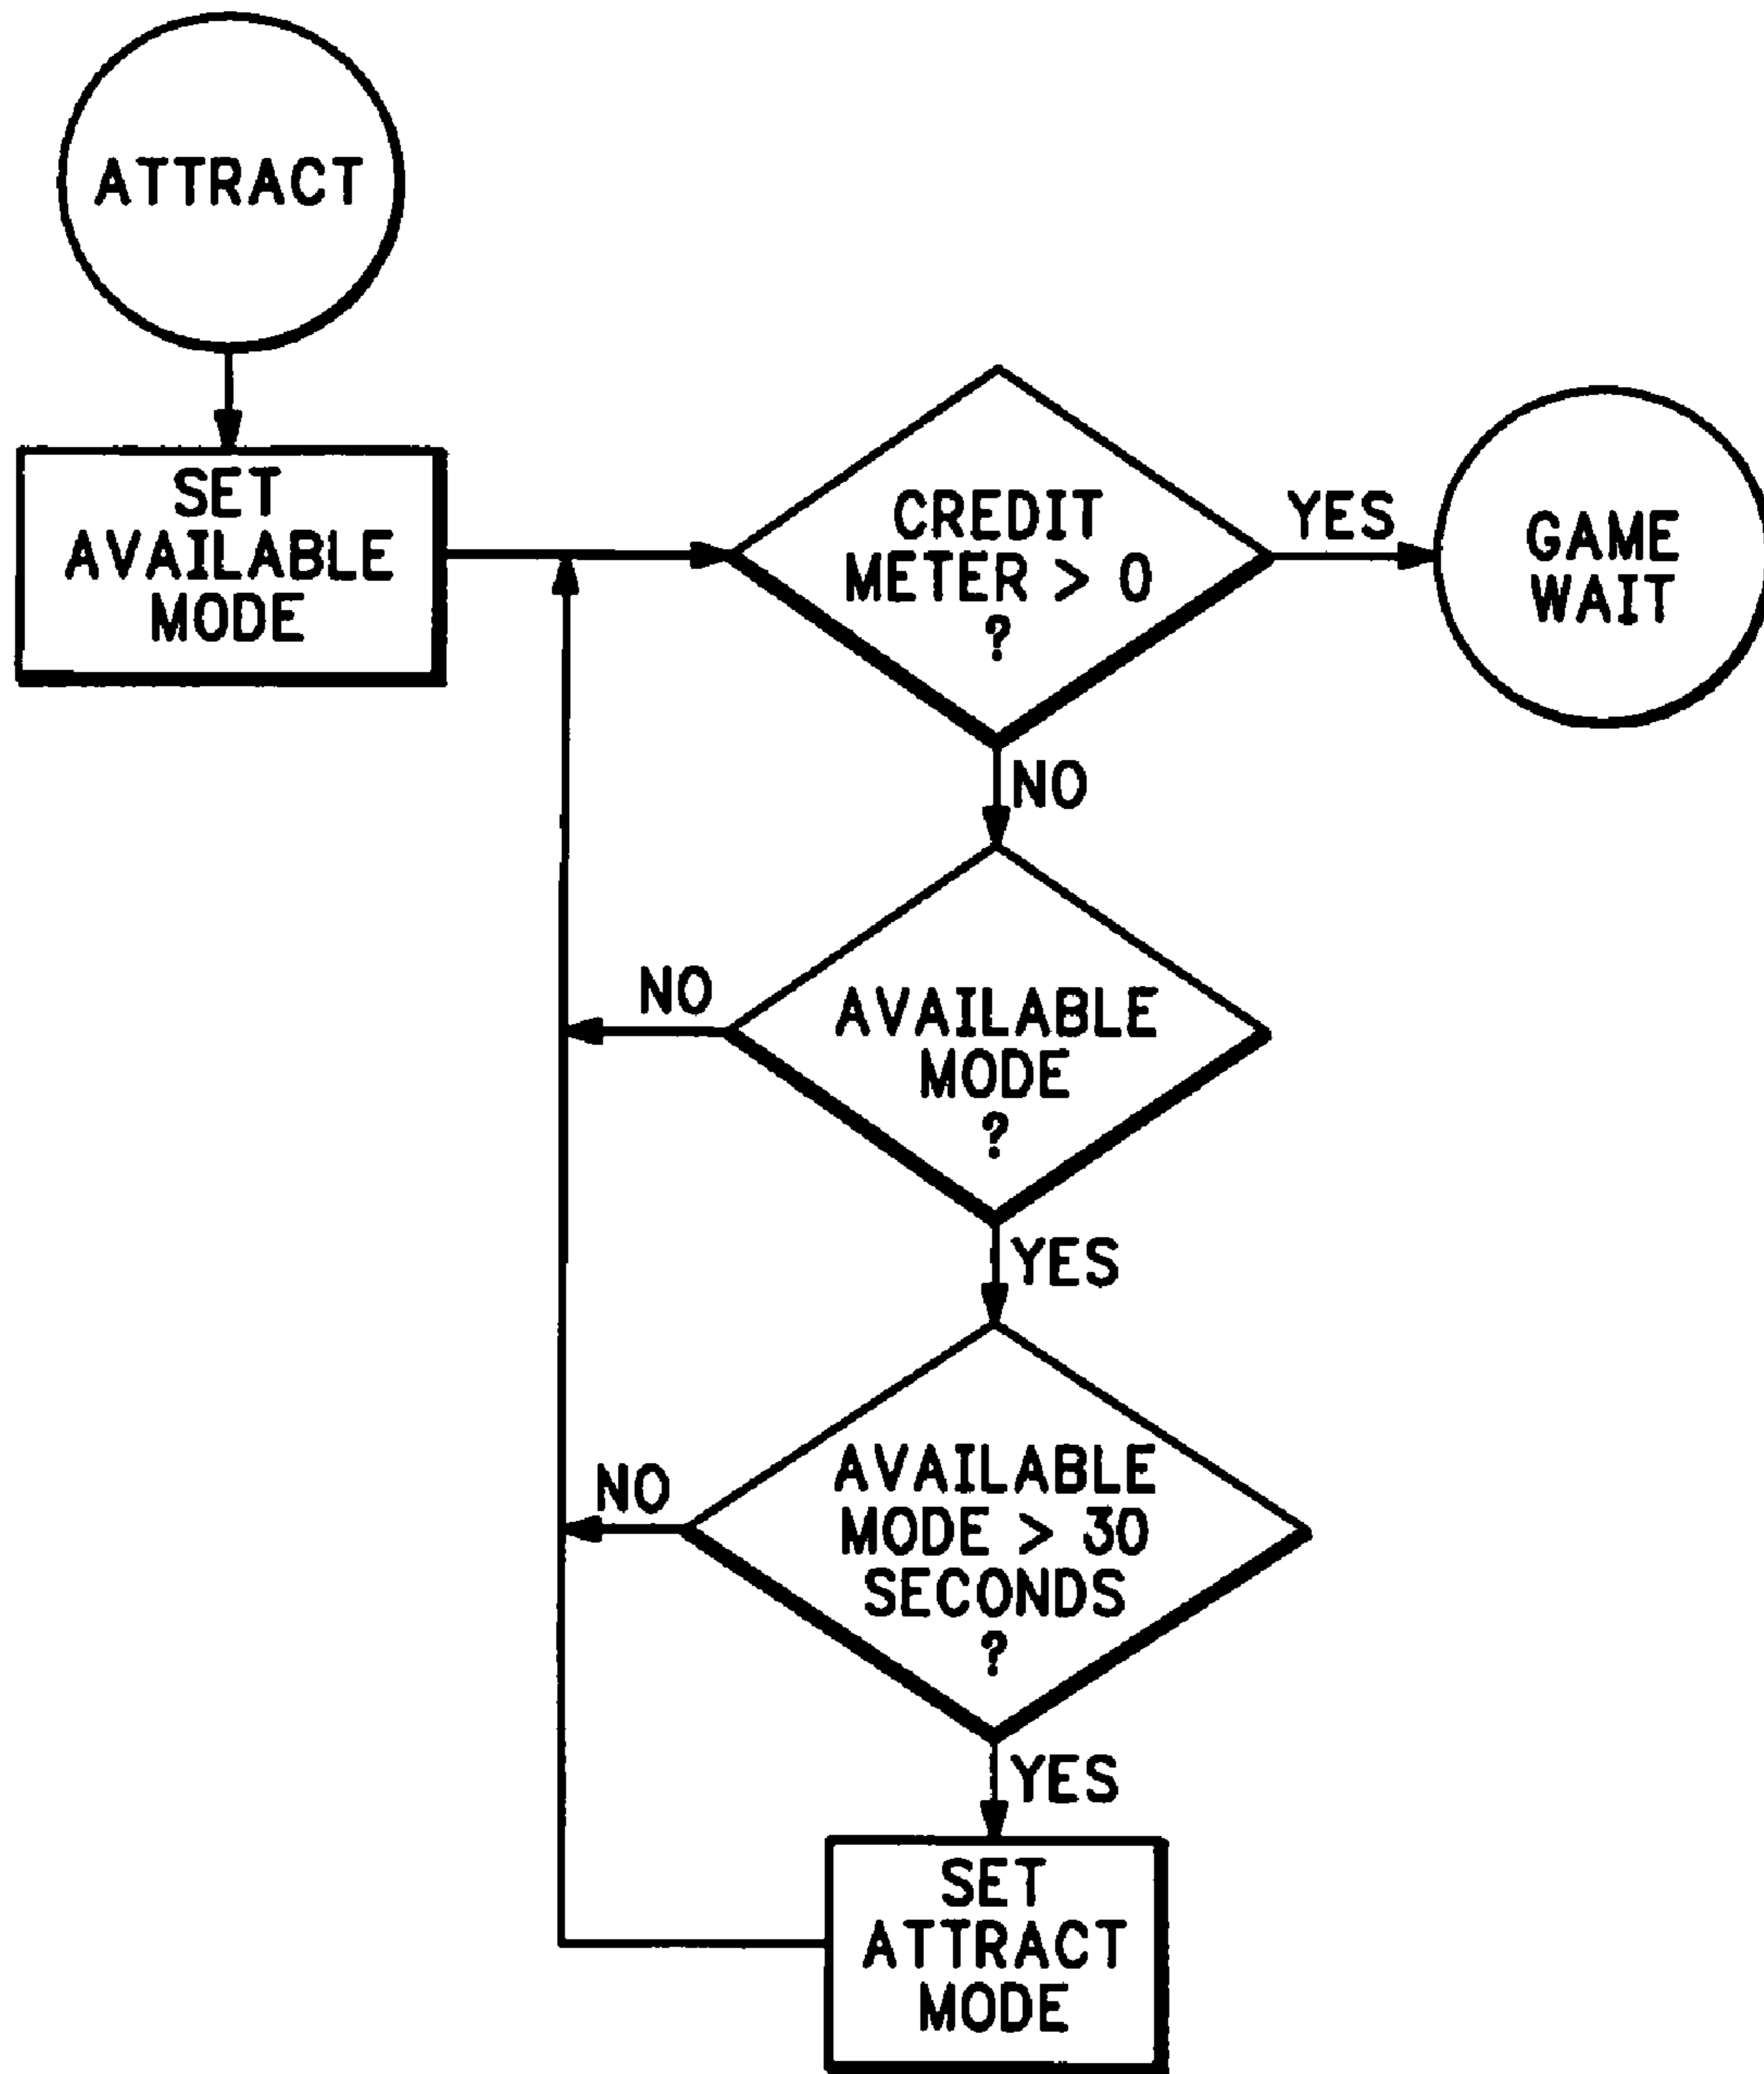 ATTRACT
SET
AVAILABLE
MODE
CREDIT
METER > 0
?
YES
GAME
WAIT
NO
NO
AVAILABLE
MODE
?
YES
NO
AVAILABLE
MODE > 30
SECONDS
?
YES
SET
ATTRACT
MODE